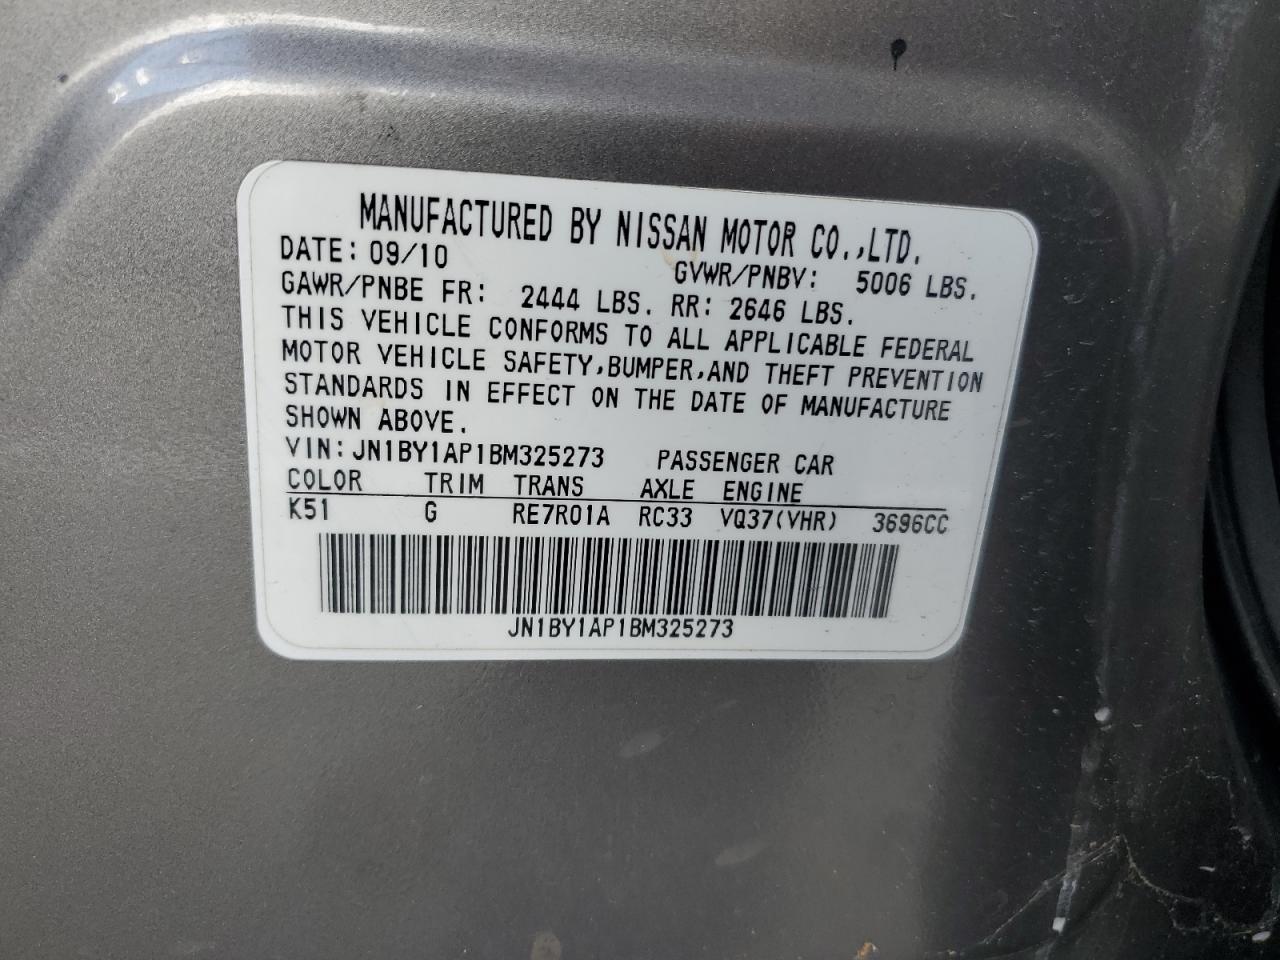 MANUFACTURED BY NISSAN MOTOR CO.,LTD.
DATE: 09/10 GVWR/PNBV: 5006 LBS.
GAWR/PNBE FR: 2444 LBS. RR: 2646 LBS.
THIS VEHICLE CONFORMS TO ALL APPLICABLE FEDERAL
MOTOR VEHICLE SAFETY,BUMPER,AND THEFT PREVENTION
STANDARDS IN EFFECT ON THE DATE OF MANUFACTURE
SHOWN ABOVE.
VIN:JN1BY1AP1BM325273 PASSENGER CAR
COLOR TRIM TRANS AXLE ENGINE
K51 G RE7R01A RC33 VQ37(VHR) 3696CC
JN1BY1AP1BM325273